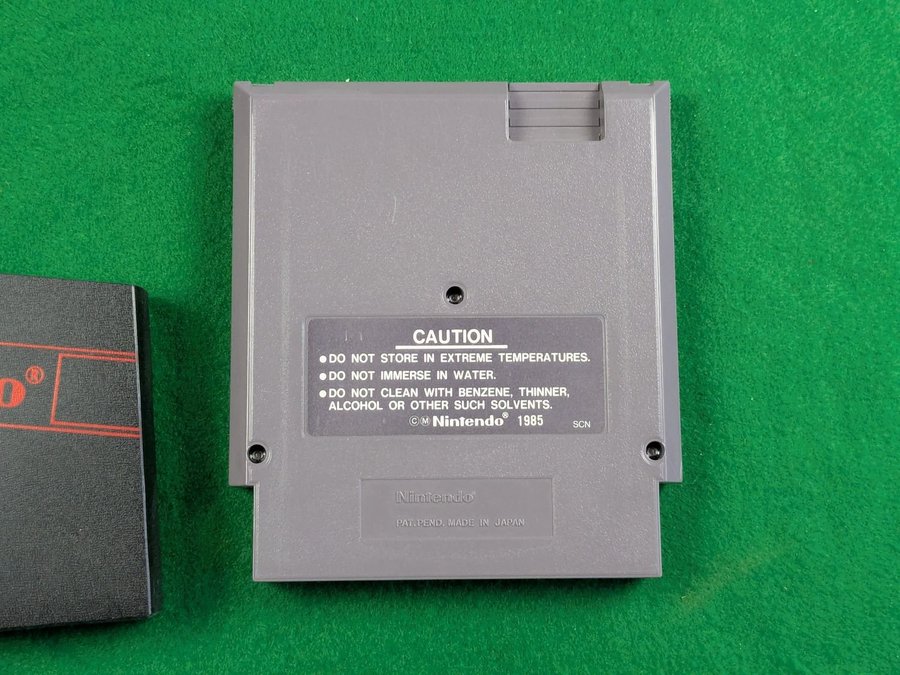 CAUTION
●DO NOT STORE IN EXTREME TEMPERATURES.
●DO NOT IMMERSE IN WATER.
●DO NOT CLEAN WITH BENZENE, THINNER,
ALCOHOL OR OTHER SUCH SOLVENTS.
ⒸⓂNintendo® 1985 SCN
Nintendo®
PAT. PEND. MADE IN JAPAN
o®